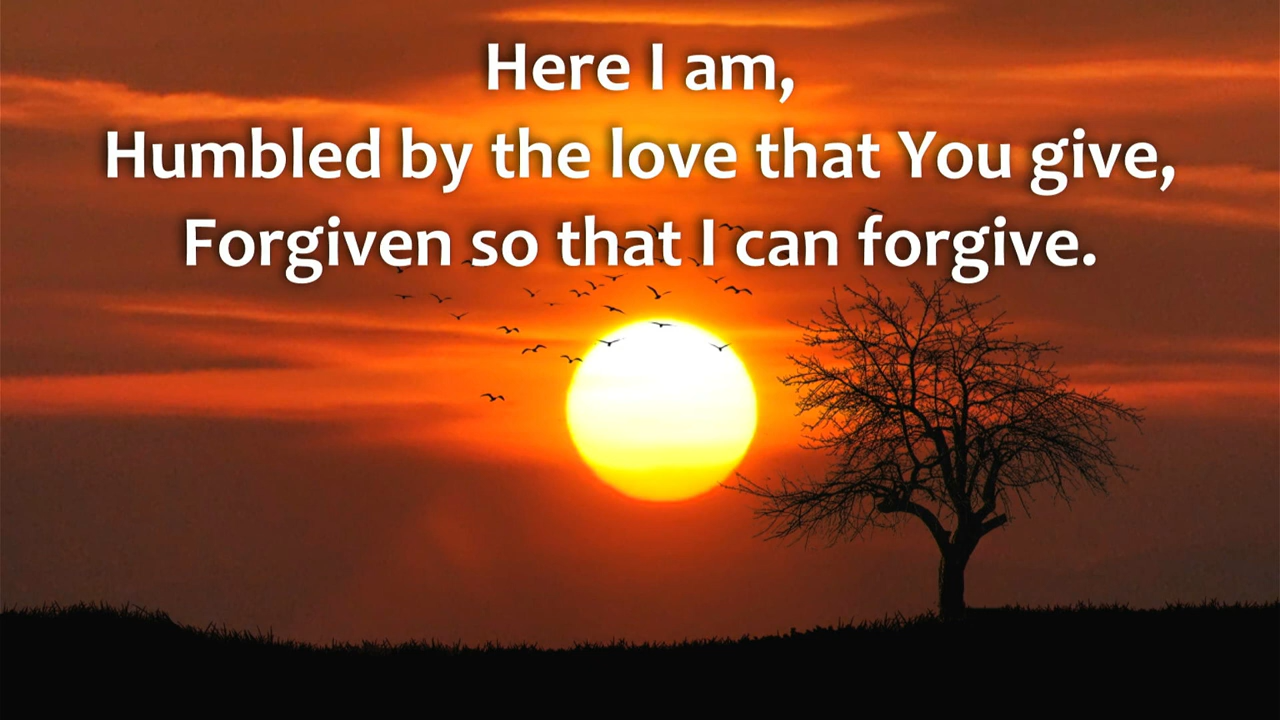 Here I am,
Humbled by the love that You give,
Forgiven so that I can forgive.